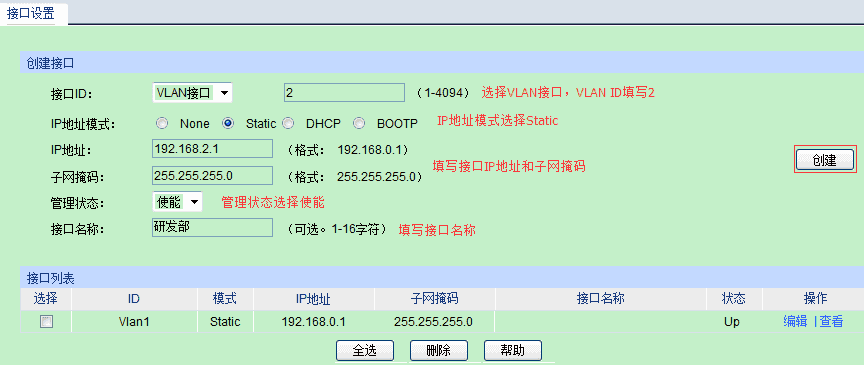 接口设置
创建接口
接口ID： VLAN接口 2 （1-4094） 选择VLAN接口，VLAN ID填写2
IP地址模式： None Static DHCP BOOTP IP地址模式选择Static
IP地址： 192.168.2.1 （格式： 192.168.0.1） 创建
填写接口IP地址和子网掩码
子网掩码： 255.255.255.0 （格式： 255.255.255.0）
管理状态： 使能 管理状态选择使能
接口名称： 研发部 （可选。1-16字符） 填写接口名称
接口列表
选择 ID 模式 IP地址 子网掩码 接口名称 状态 操作
Vlan1 Static 192.168.0.1 255.255.255.0 Up 编辑 | 查看
全选 删除 帮助